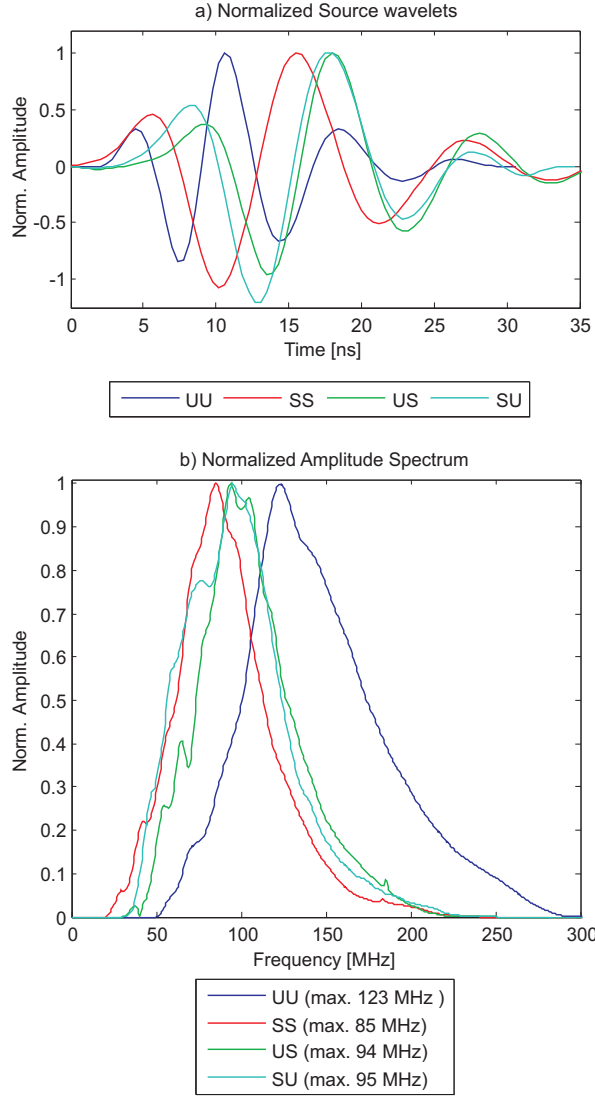 a) Normalized Source wavelets
Norm. Amplitude
1
0.5
0
-0.5
-1
0 5 10 15 20 25 30 35
Time [ns]
UU SS US SU
b) Normalized Amplitude Spectrum
Norm. Amplitude
1
0.9
0.8
0.7
0.6
0.5
0.4
0.3
0.2
0.1
0
0 50 100 150 200 250 300
Frequency [MHz]
UU (max. 123 MHz )
SS (max. 85 MHz)
US (max. 94 MHz)
SU (max. 95 MHz)